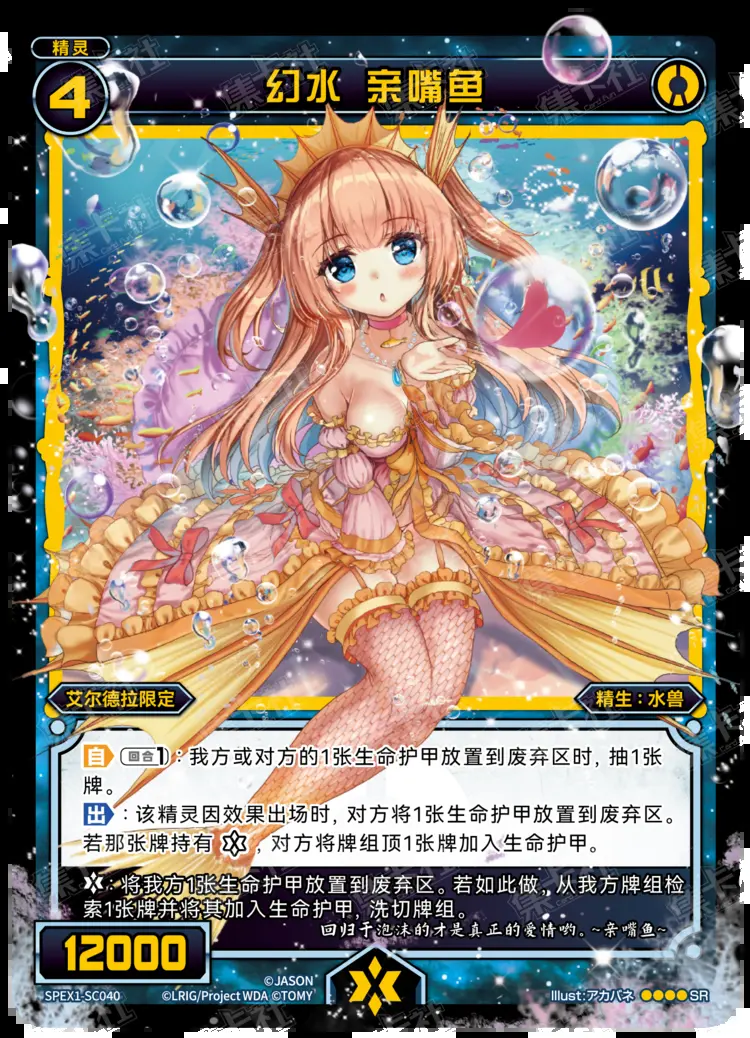 精灵
4
幻水 亲嘴鱼
艾尔德拉限定
精生：水兽
自 回合1：我方或对方的1张生命护甲放置到废弃区时，抽1张
牌。
出：该精灵因效果出场时，对方将1张生命护甲放置到废弃区。
若那张牌持有 ，对方将牌组顶1张牌加入生命护甲。
：将我方1张生命护甲放置到废弃区。若如此做，从我方牌组检
索1张牌并将其加入生命护甲，洗切牌组。
回归于泡沫的才是真正的爱情哟。~亲嘴鱼~
12000
©JASON
SPEX1-SC040 ©LRIG/Project WDA ©TOMY
Illust:アカバネ SR
集卡社